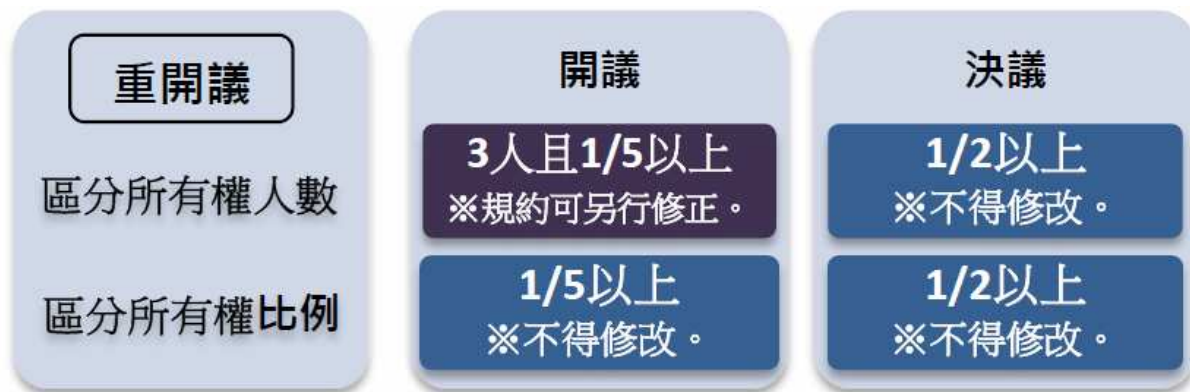 重開議
開議
決議
區分所有權人數
3人且1/5以上
※規約可另行修正。
1/2以上
※不得修改。
區分所有權比例
1/5以上
※不得修改。
1/2以上
※不得修改。